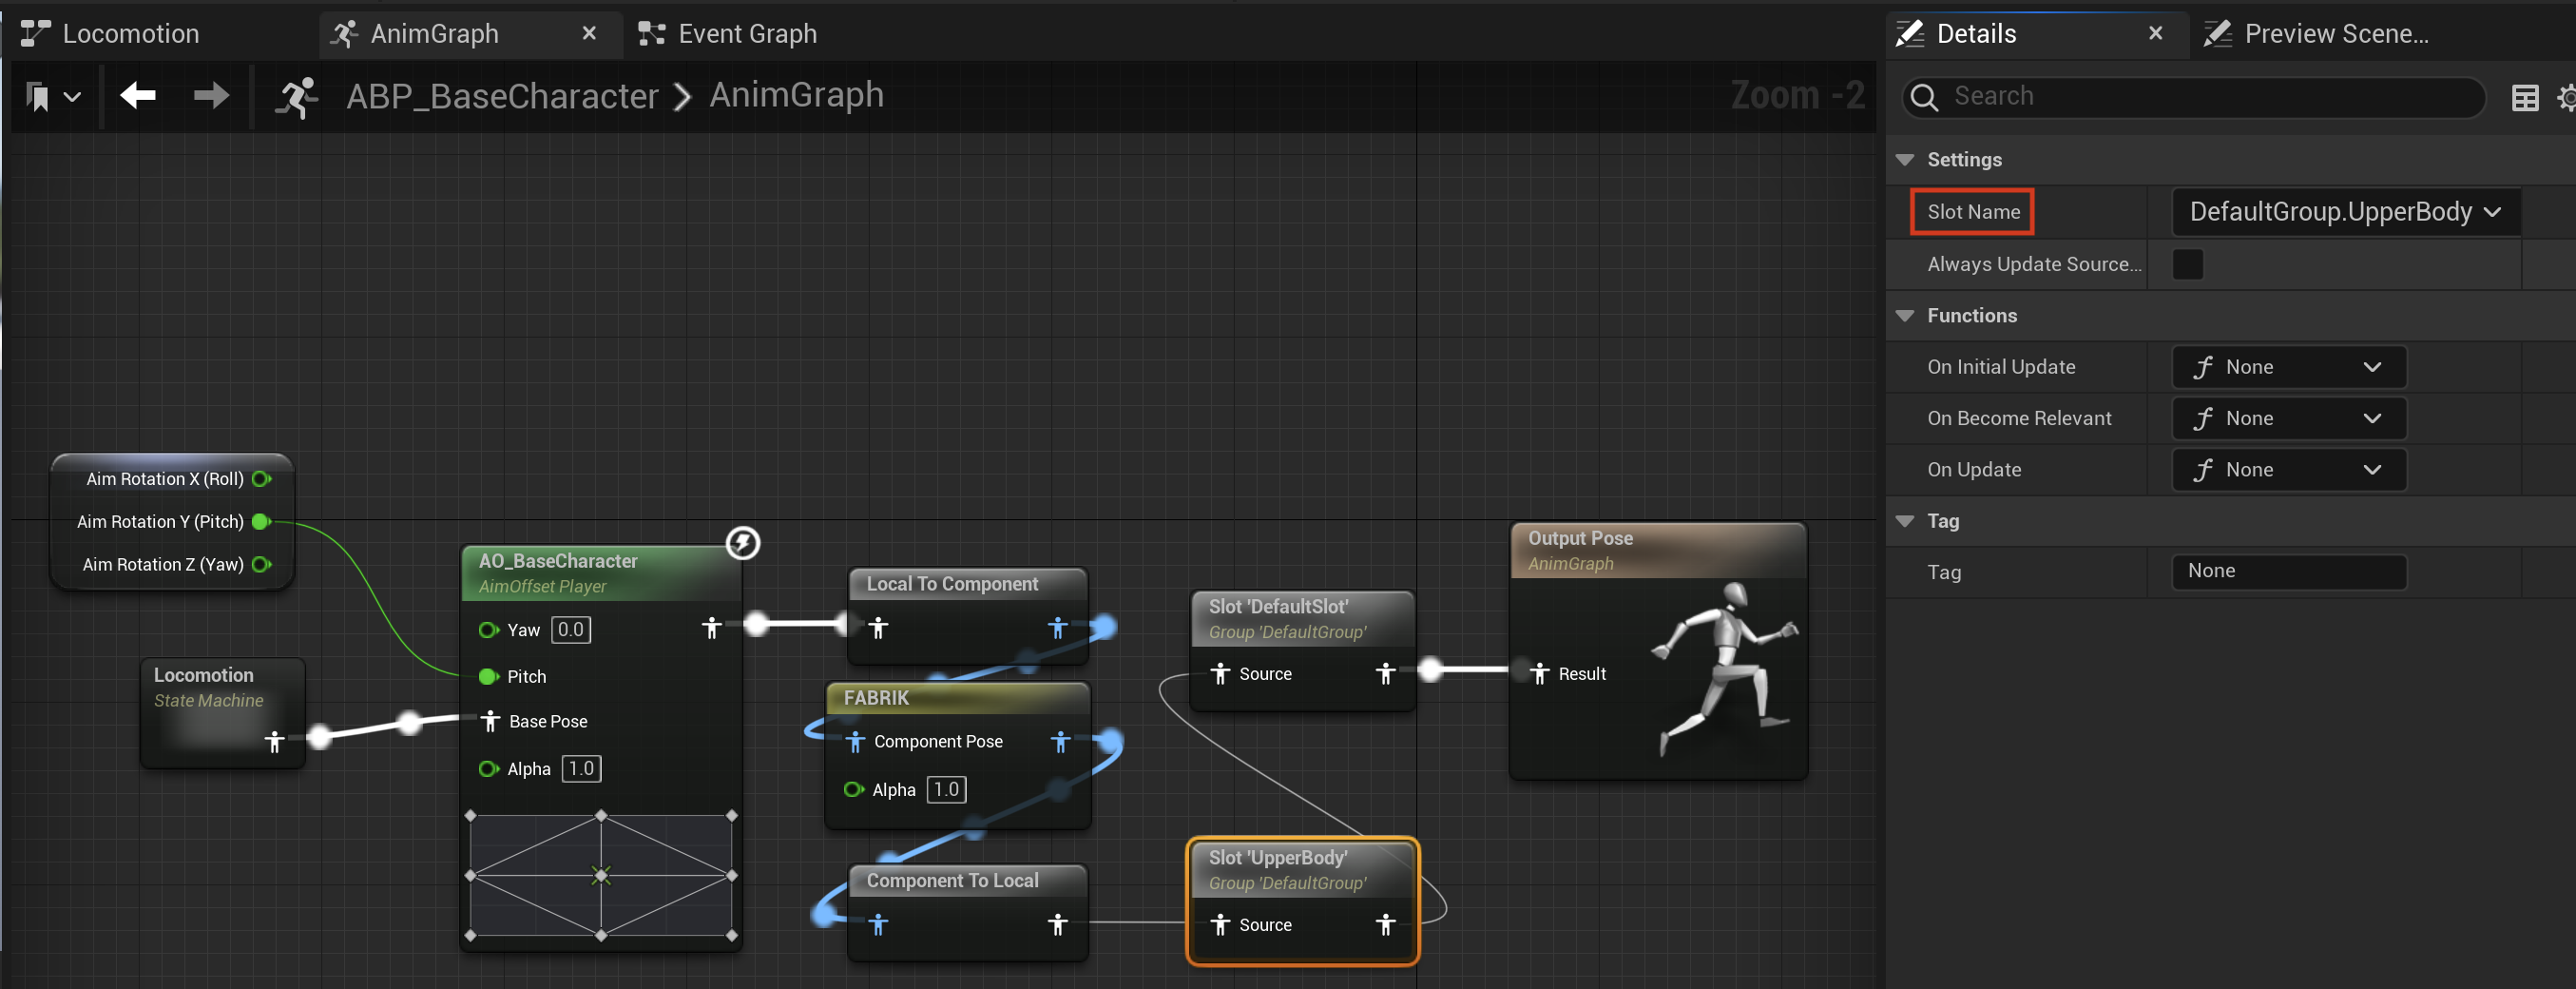 Locomotion
AnimGraph
Event Graph
Details
Preview Scene...
ABP_BaseCharacter
AnimGraph
Zoom -2
Search
Settings
Slot Name
DefaultGroup.UpperBody
Always Update Source...
Functions
On Initial Update
None
On Become Relevant
None
On Update
None
Tag
Tag
None
Aim Rotation X (Roll)
Aim Rotation Y (Pitch)
Aim Rotation Z (Yaw)
Locomotion
State Machine
AO_BaseCharacter
AimOffset Player
Yaw 0.0
Pitch
Base Pose
Alpha 1.0
Local To Component
FABRIK
Component Pose
Alpha 1.0
Component To Local
Slot 'DefaultSlot'
Group 'DefaultGroup'
Source
Slot 'UpperBody'
Group 'DefaultGroup'
Source
Output Pose
AnimGraph
Result